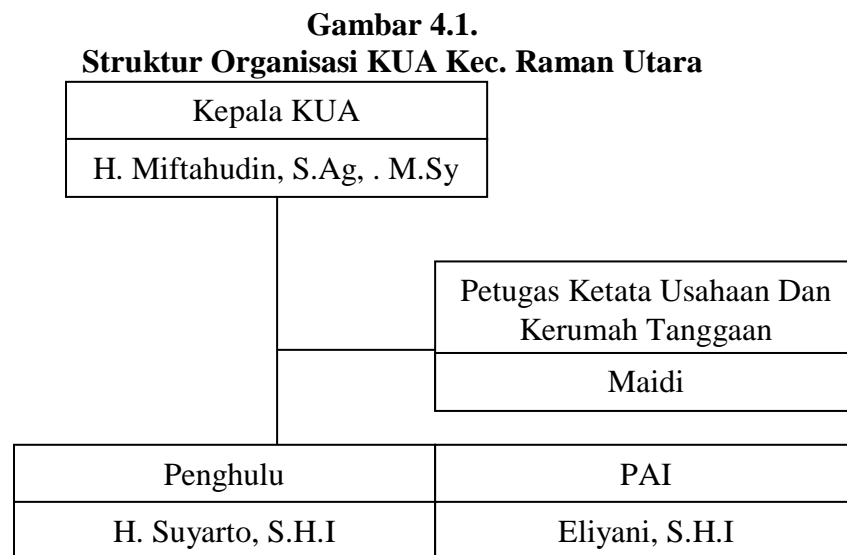 Gambar 4.1.
Struktur Organisasi KUA Kec. Raman Utara
Kepala KUA
H. Miftahudin, S.Ag, . M.Sy
Petugas Ketata Usahaan Dan
Kerumah Tanggaan
Maidi
Penghulu
PAI
H. Suyarto, S.H.I
Eliyani, S.H.I